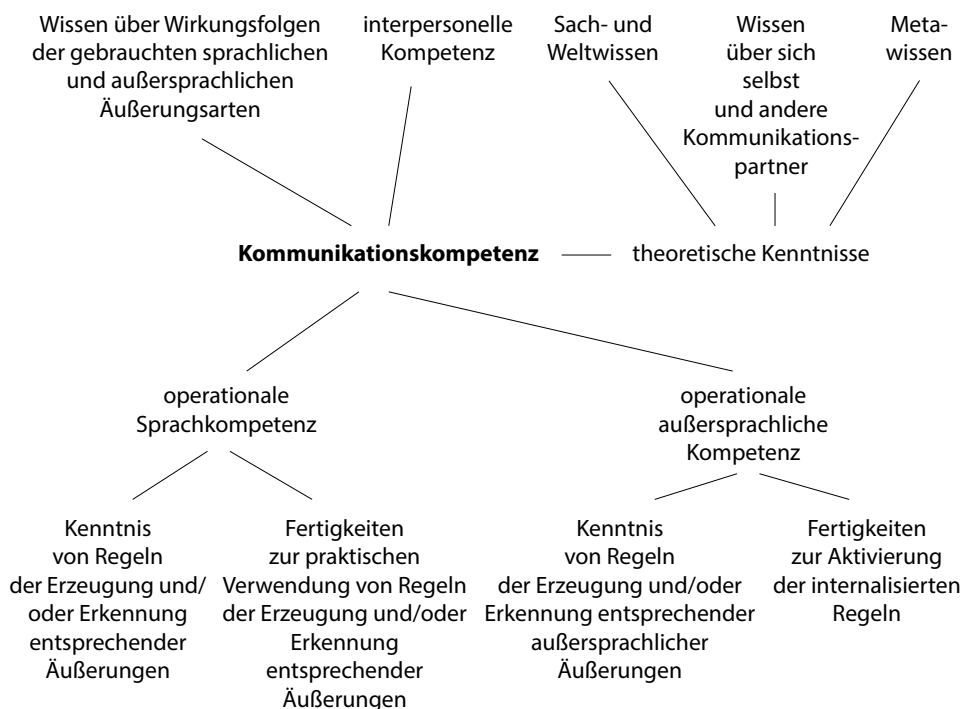 Wissen über Wirkungsfolgen
der gebrauchten sprachlichen
und außersprachlichen
Äußerungsarten
interpersonelle
Kompetenz
Sach- und
Weltwissen
Wissen
über sich
selbst
und andere
Kommunikations-
partner
Meta-
wissen
Kommunikationskompetenz
theoretische Kenntnisse
operationale
Sprachkompetenz
operationale
außersprachliche
Kompetenz
Kenntnis
von Regeln
der Erzeugung und/
oder Erkennung
entsprechender
Äußerungen
Fertigkeiten
zur praktischen
Verwendung von Regeln
der Erzeugung und/oder
Erkennung
entsprechender
Äußerungen
Kenntnis
von Regeln
der Erzeugung und/oder
Erkennung entsprechender
außersprachlicher
Äußerungen
Fertigkeiten
zur Aktivierung
der internalisierten
Regeln